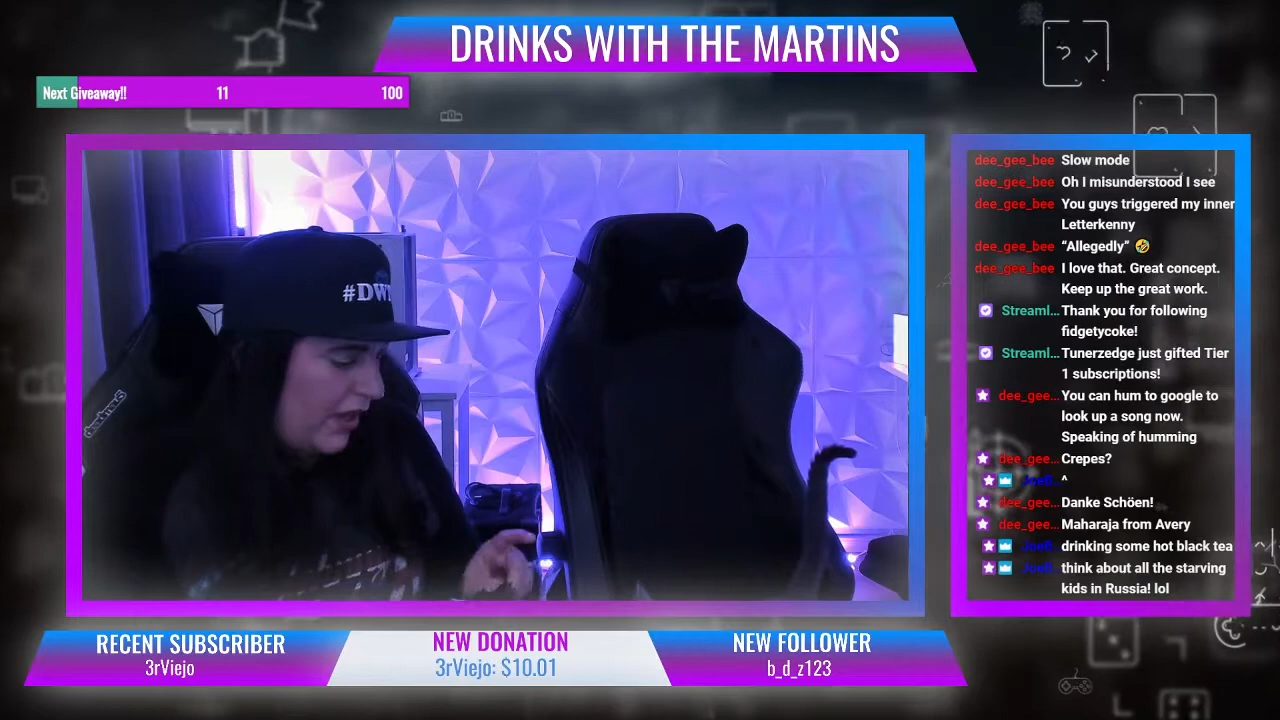 DRINKS WITH THE MARTINS
Next Giveaway!! 11 100
#DW
dee_gee_bee Slow mode
dee_gee_bee Oh I misunderstood I see
dee_gee_bee You guys triggered my inner
Letterkenny
dee_gee_bee “Allegedly” 🤣
dee_gee_bee I love that. Great concept.
Keep up the great work.
Streaml... Thank you for following
fidgetycoke!
Streaml... Tunerzedge just gifted Tier
1 subscriptions!
dee_gee... You can hum to google to
look up a song now.
Speaking of humming
dee_gee... Crepes?
JoeB... ^
dee_gee... Danke Schöen!
dee_gee... Maharaja from Avery
JoeB... drinking some hot black tea
JoeB... think about all the starving
kids in Russia! lol
RECENT SUBSCRIBER
3rViejo
NEW DONATION
3rViejo: $10.01
NEW FOLLOWER
b_d_z123